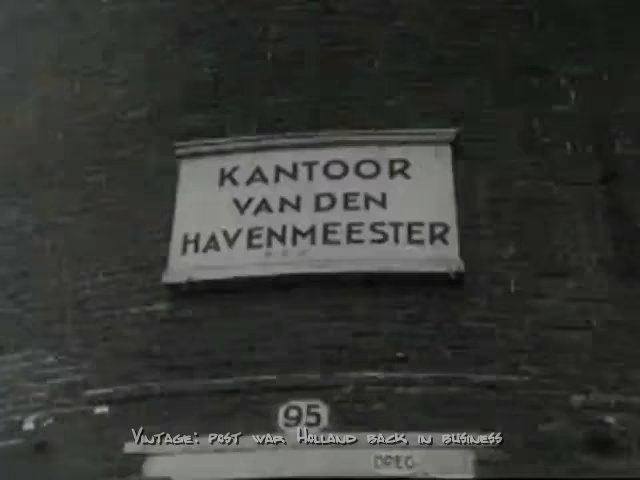 KANTOOR
VAN DEN
HAVENMEESTER
95
Vintage: post war Holland back in business